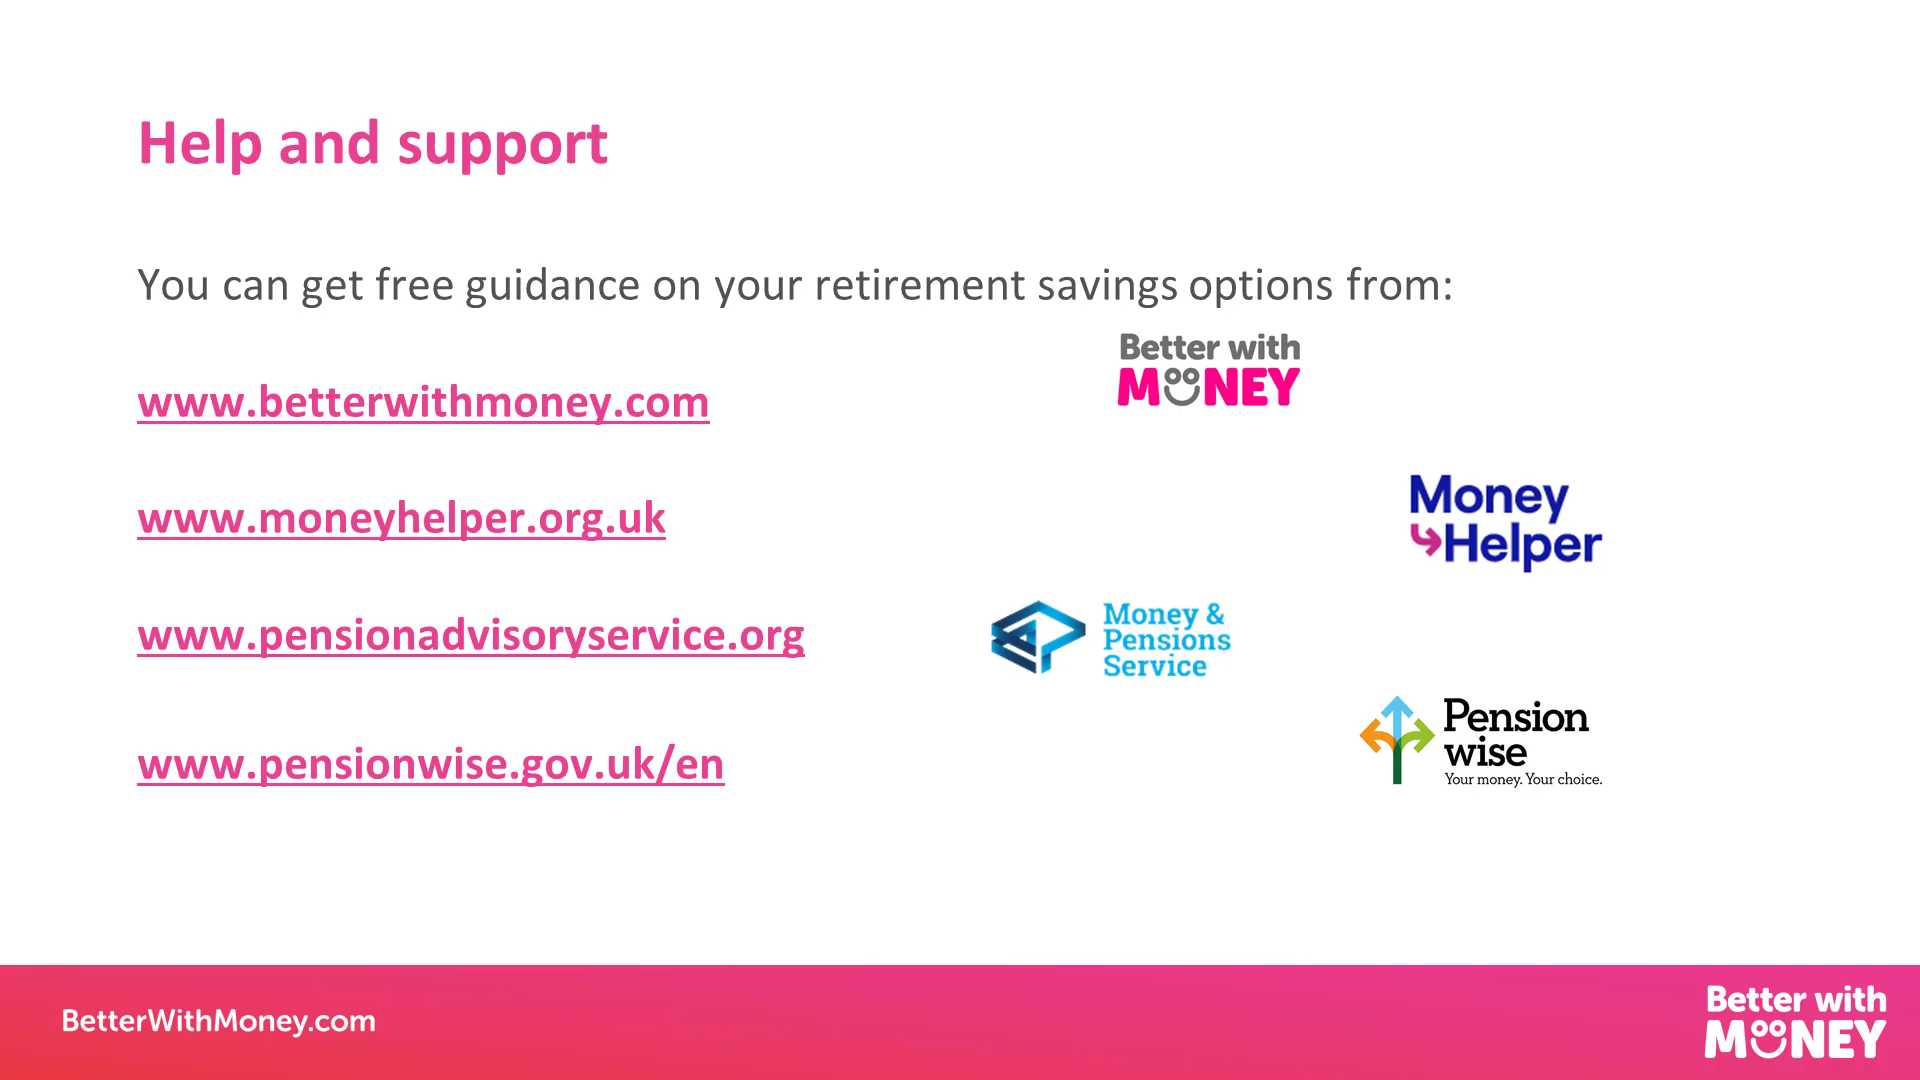 Help and support
You can get free guidance on your retirement savings options from:
Better with
MONEY
www.betterwithmoney.com
www.moneyhelper.org.uk
Money
Helper
www.pensionadvisoryservice.org
Money &
Pensions
Service
www.pensionwise.gov.uk/en
Pension
wise
Your money. Your choice.
BetterWithMoney.com
Better with
MONEY